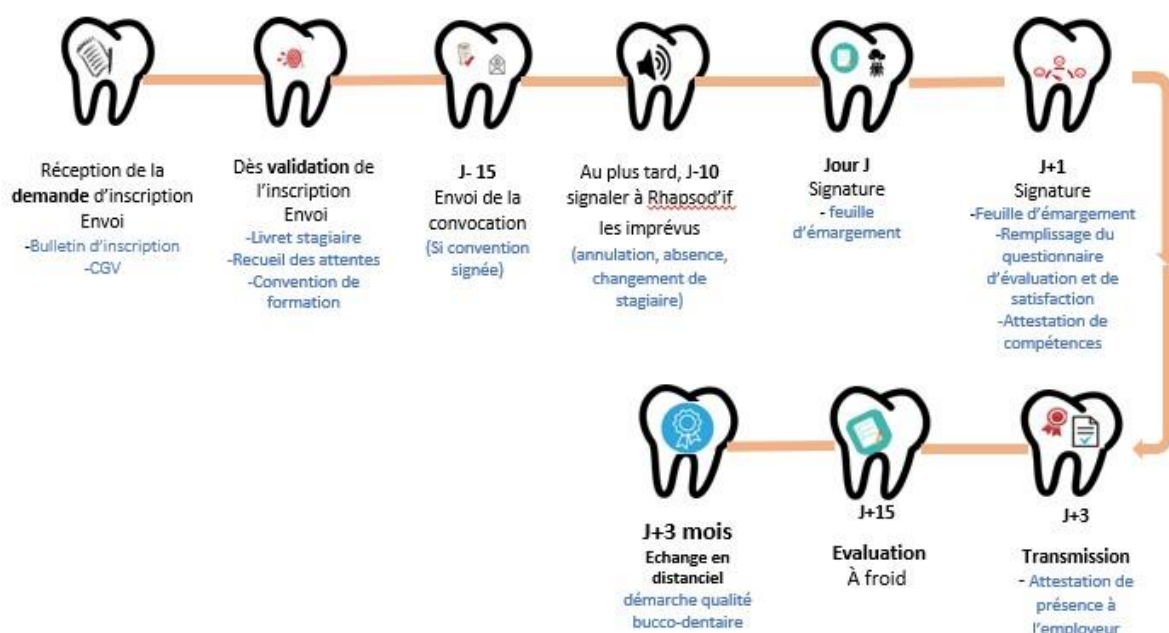 Réception de la
demande d'inscription
Envoi
-Bulletin d'inscription
-CGV
Dès validation de
l'inscription
Envoi
-Livret stagiaire
-Recueil des attentes
-Convention de
formation
J- 15
Envoi de la
convocation
(Si convention
signée)
Au plus tard, J-10
signaler à Rhapsod'if
les imprévus
(annulation, absence,
changement de
stagiaire)
Jour J
Signature
- feuille
d'émargement
J+1
Signature
-Feuille d'émargement
-Remplissage du
questionnaire
d'évaluation et de
satisfaction
-Attestation de
compétences
J+3
Transmission
- Attestation de
présence à
l'employeur
J+15
Evaluation
À froid
J+3 mois
Echange en
distanciel
démarche qualité
bucco-dentaire